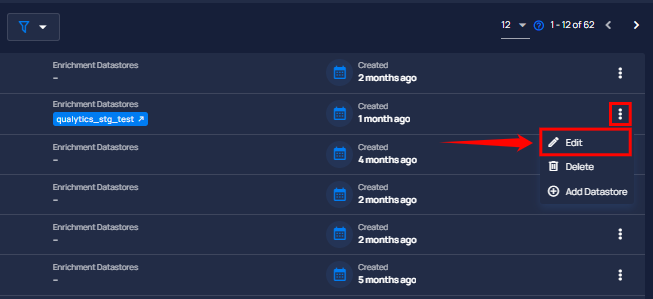 12 1 - 12 of 62
Enrichment Datastores Created
– 2 months ago
Enrichment Datastores Created
qualytics_stg_test 1 month ago
Edit
Enrichment Datastores Created
– 4 months ago
Delete
Enrichment Datastores Created
– 2 months ago
Add Datastore
Enrichment Datastores Created
– 2 months ago
Enrichment Datastores Created
– 5 months ago